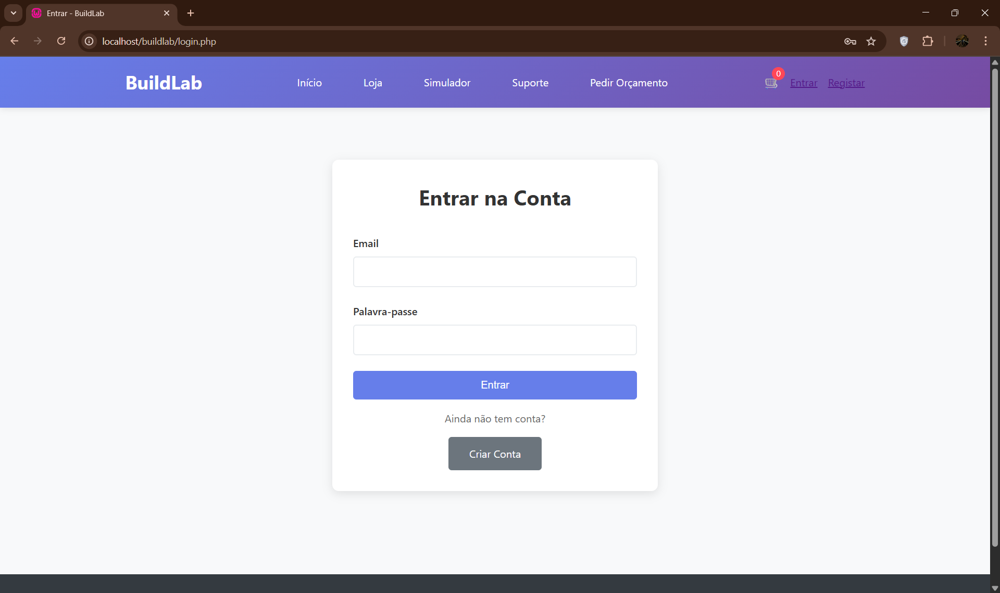 Entrar - BuildLab
localhost/buildlab/login.php
BuildLab
Início
Loja
Simulador
Suporte
Pedir Orçamento
0
Entrar
Registar
Entrar na Conta
Email
Palavra-passe
Entrar
Ainda não tem conta?
Criar Conta